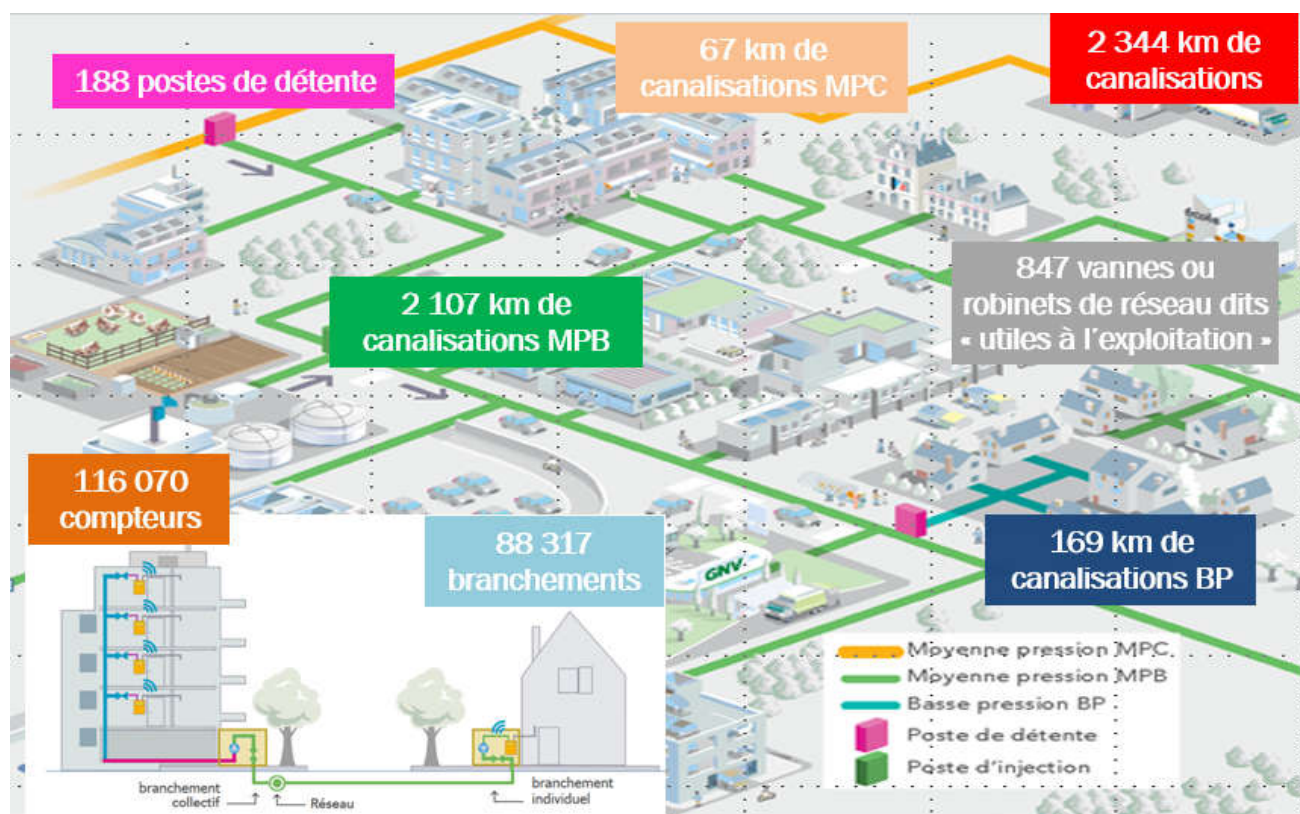 188 postes de détente
67 km de
canalisations MPC
2 344 km de
canalisations
école
2 107 km de
canalisations MPB
847 vannes ou
robinets de réseau dits
« utiles à l'exploitation »
116 070
compteurs
88 317
branchements
GNV
169 km de
canalisations BP
Moyenne pression MPC
Moyenne pression MPB
Basse pression BP
Poste de détente
Poste d'injection
branchement
collectif
Réseau
branchement
individuel